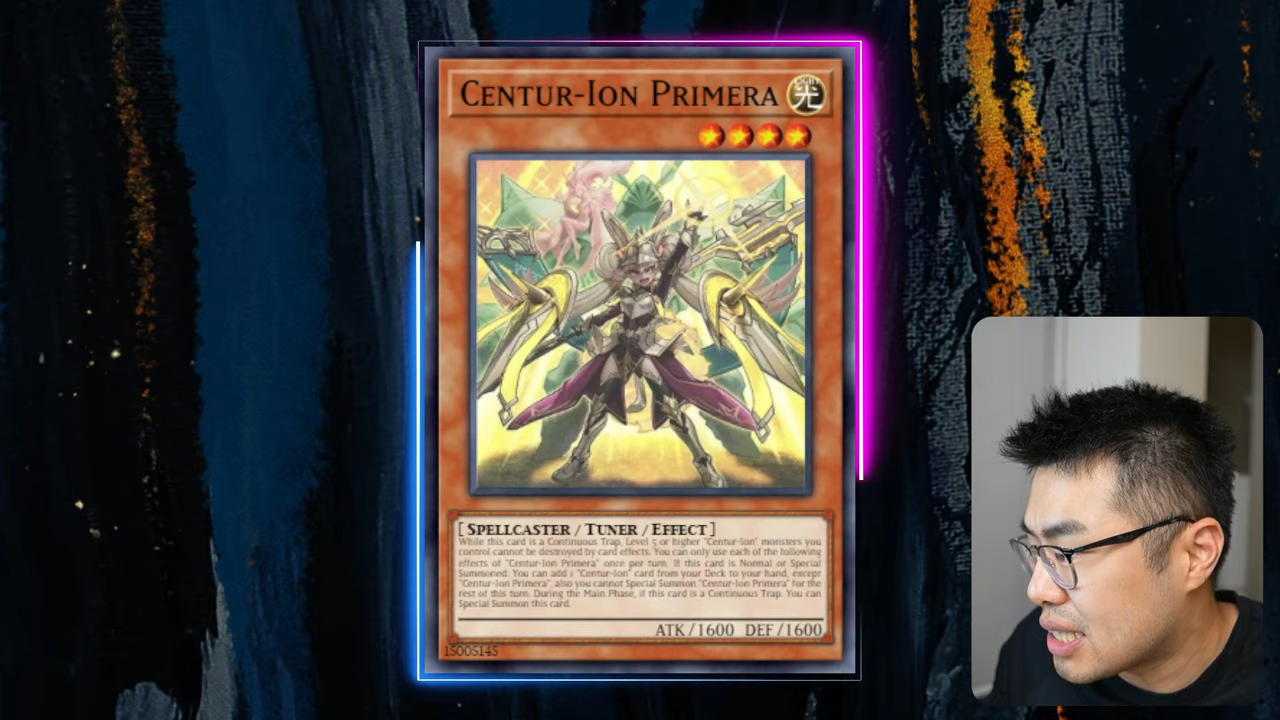 Centur-Ion Primera
LIGHT
光
[ Spellcaster / Tuner / Effect ]
While this card is a Continuous Trap, Level 5 or higher "Centur-Ion" monsters you
control cannot be destroyed by card effects. You can only use each of the following
effects of "Centur-Ion Primera" once per turn. If this card is Normal or Special
Summoned. You can add 1 "Centur-Ion" card from your Deck to your hand, except
"Centur-Ion Primera", also you cannot Special Summon "Centur-Ion Primera" for the
rest of this turn. During the Main Phase, if this card is a Continuous Trap. You can
Special Summon this card.
ATK/1600 DEF/1600
15005145